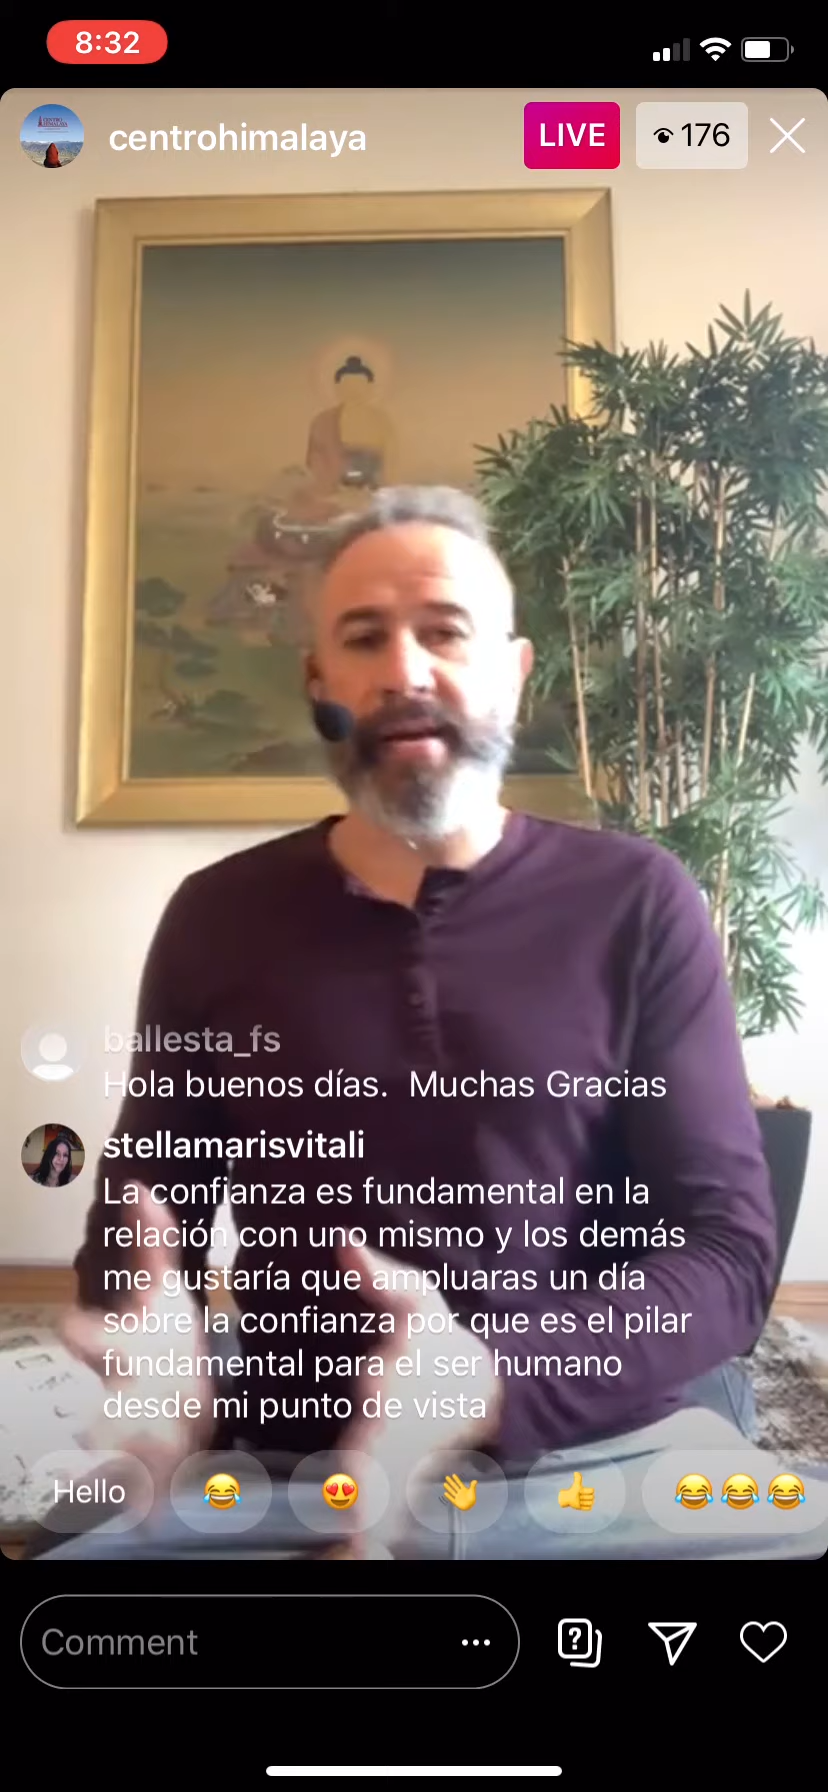 8:32
centrohimalaya
LIVE
176
ballesta_fs
Hola buenos días.  Muchas Gracias
stellamarisvitali
La confianza es fundamental en la
relación con uno mismo y los demás
me gustaría que ampluaras un día
sobre la confianza por que es el pilar
fundamental para el ser humano
desde mi punto de vista
Hello
Comment